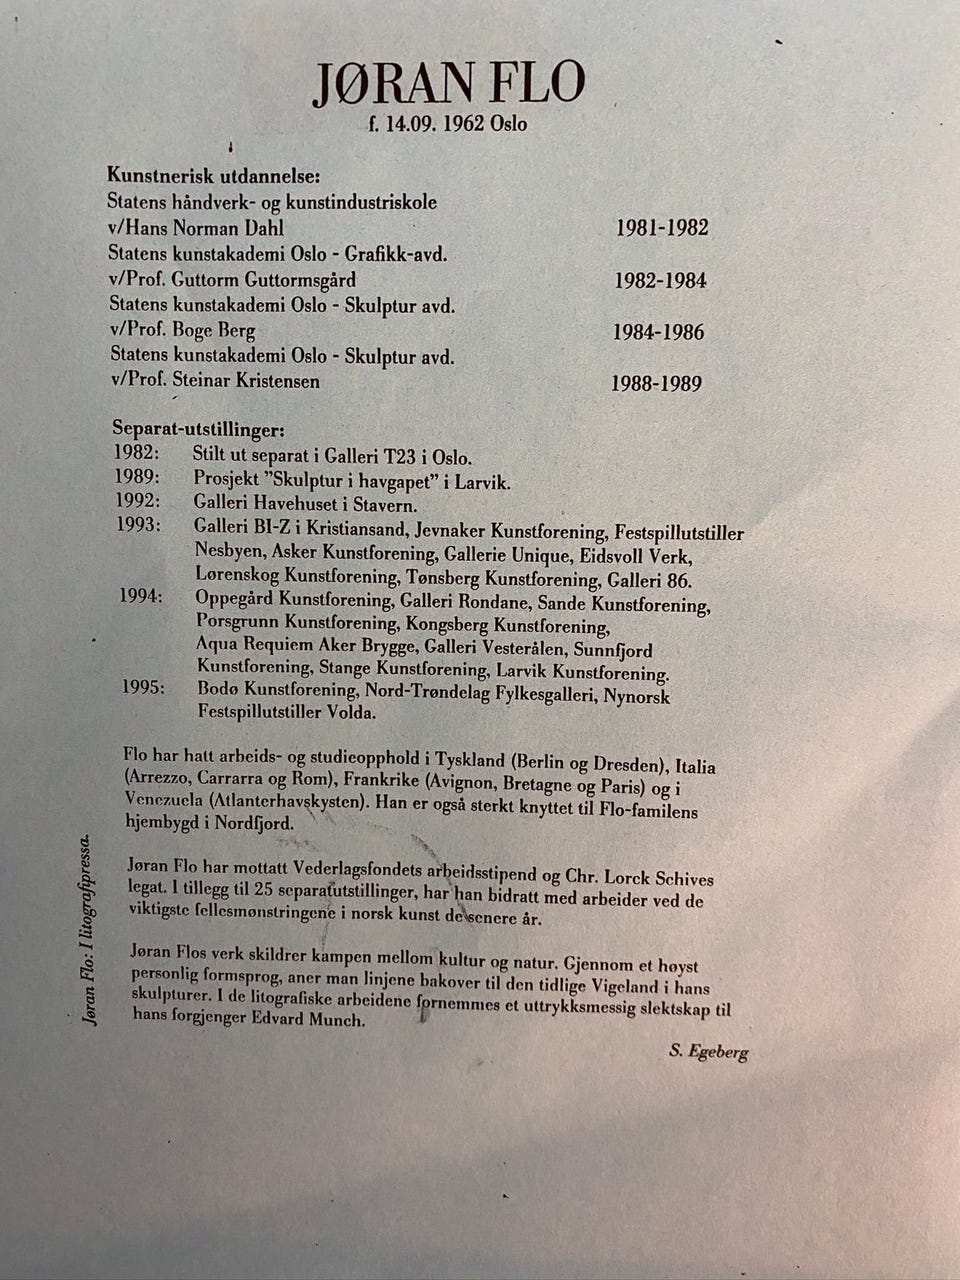 JØRAN FLO
f. 14.09. 1962 Oslo
Kunstnerisk utdannelse:
Statens håndverk- og kunstindustriskole
v/Hans Norman Dahl 1981-1982
Statens kunstakademi Oslo - Grafikk-avd.
v/Prof. Guttorm Guttormsgård 1982-1984
Statens kunstakademi Oslo - Skulptur avd.
v/Prof. Boge Berg 1984-1986
Statens kunstakademi Oslo - Skulptur avd.
v/Prof. Steinar Kristensen 1988-1989
Separat-utstillinger:
1982: Stilt ut separat i Galleri T23 i Oslo.
1989: Prosjekt "Skulptur i havgapet" i Larvik.
1992: Galleri Havehuset i Stavern.
1993: Galleri BI-Z i Kristiansand, Jevnaker Kunstforening, Festspillutstiller
Nesbyen, Asker Kunstforening, Gallerie Unique, Eidsvoll Verk,
Lørenskog Kunstforening, Tønsberg Kunstforening, Galleri 86.
1994: Oppegård Kunstforening, Galleri Rondane, Sande Kunstforening,
Porsgrunn Kunstforening, Kongsberg Kunstforening,
Aqua Requiem Aker Brygge, Galleri Vesterålen, Sunnfjord
Kunstforening, Stange Kunstforening, Larvik Kunstforening.
1995: Bodø Kunstforening, Nord-Trøndelag Fylkesgalleri, Nynorsk
Festspillutstiller Volda.
Flo har hatt arbeids- og studieopphold i Tyskland (Berlin og Dresden), Italia
(Arrezzo, Carrarra og Rom), Frankrike (Avignon, Bretagne og Paris) og i
Venezuela (Atlanterhavskysten). Han er også sterkt knyttet til Flo-familens
hjembygd i Nordfjord.
Jøran Flo har mottatt Vederlagsfondets arbeidsstipend og Chr. Lorck Schives
legat. I tillegg til 25 separatutstillinger, har han bidratt med arbeider ved de
viktigste fellesmønstringene i norsk kunst de senere år.
Jøran Flos verk skildrer kampen mellom kultur og natur. Gjennom et høyst
personlig formsprog, aner man linjene bakover til den tidlige Vigeland i hans
skulpturer. I de litografiske arbeidene fornemmes et uttrykksmessig slektskap til
hans forgjenger Edvard Munch.
S. Egeberg
Jøran Flo: I litografipressa.